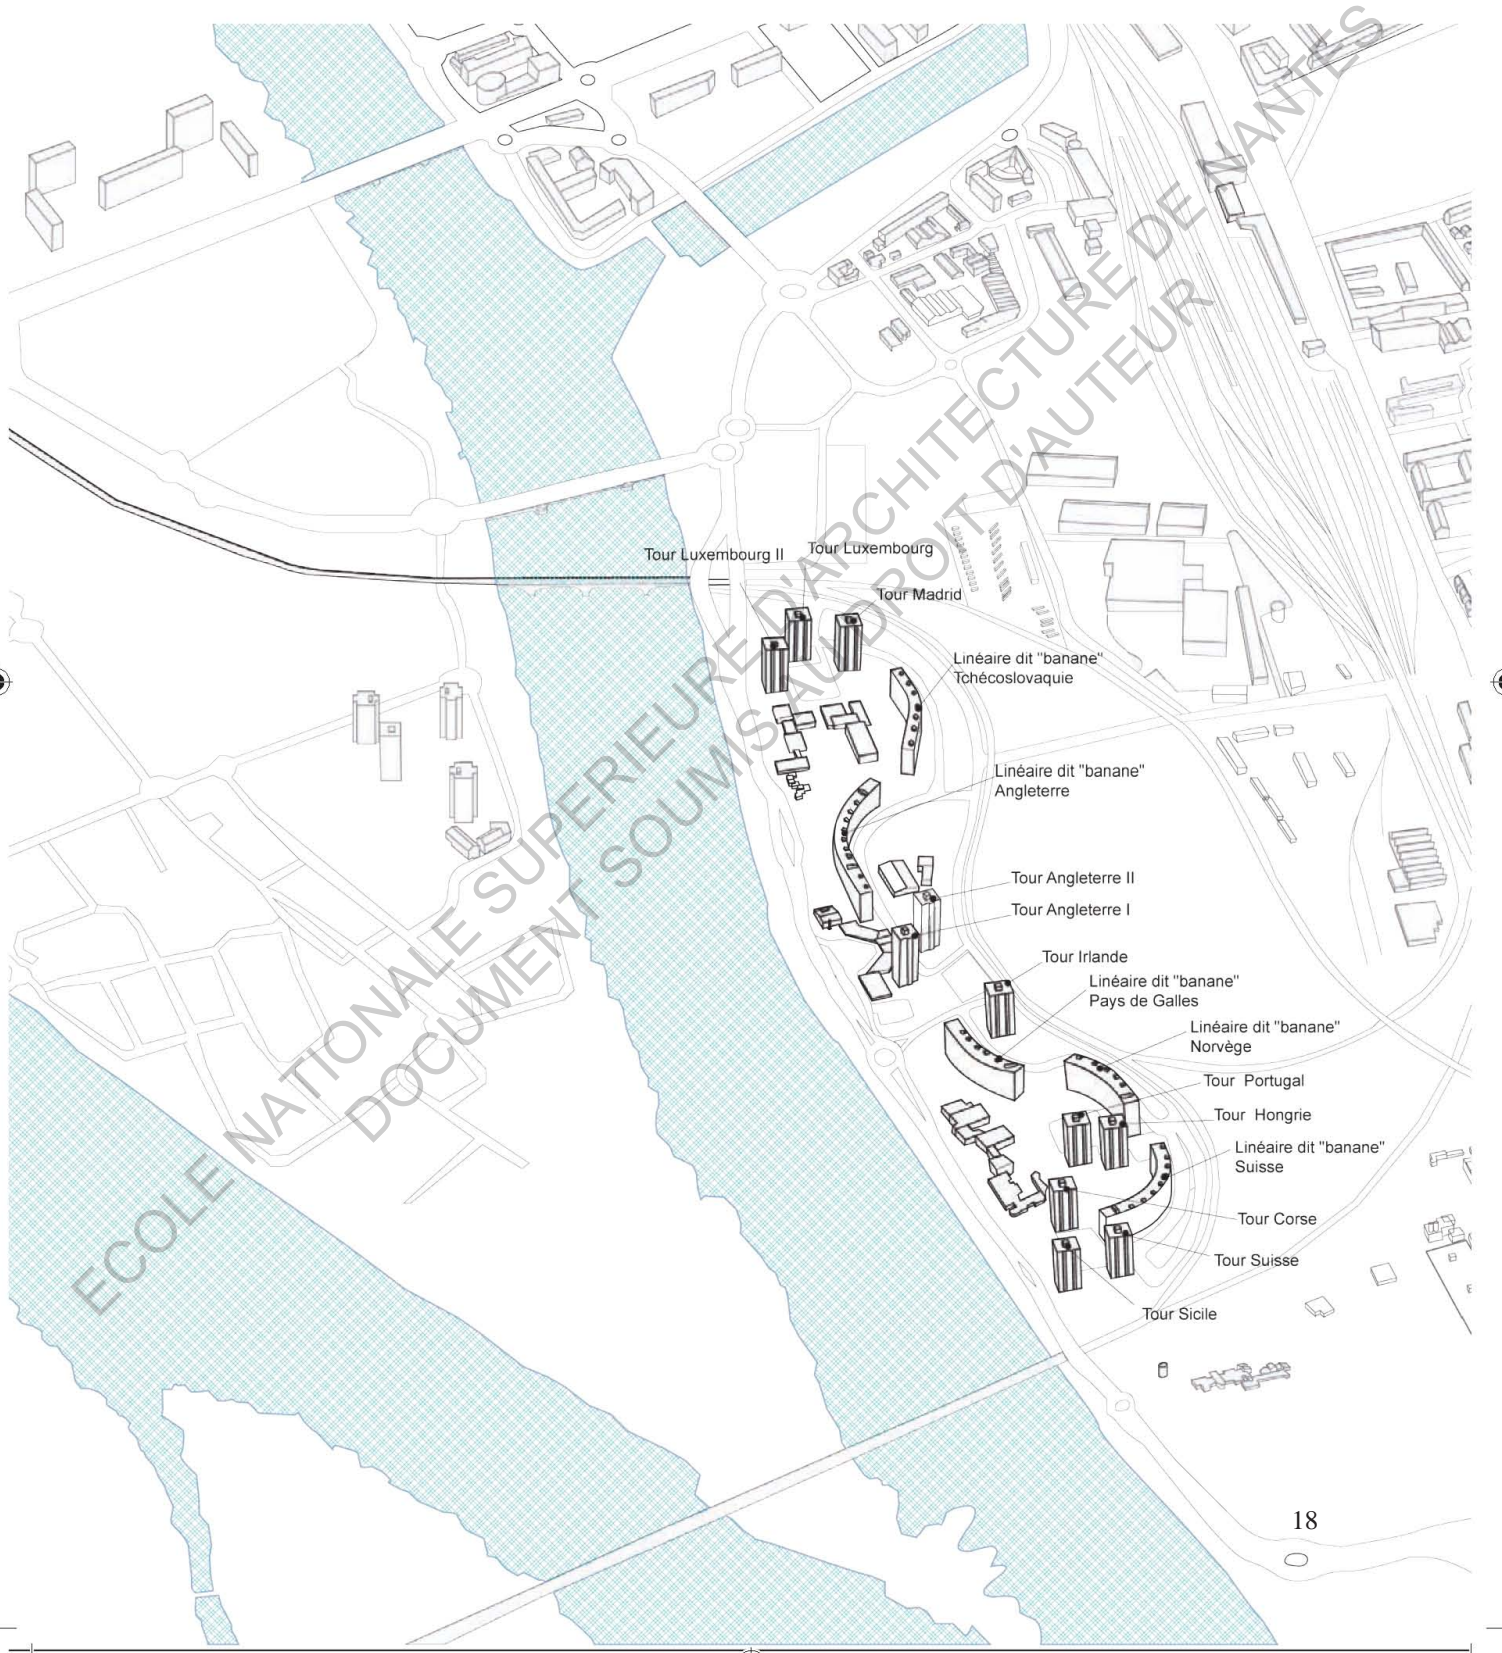 ECOLE NATIONALE SUPERIEURE D'ARCHITECTURE DE NANTES
DOCUMENT SOUMIS AU DROIT D'AUTEUR
Tour Luxembourg II
Tour Luxembourg
Tour Madrid
Linéaire dit "banane"
Tchécoslovaquie
Linéaire dit "banane"
Angleterre
Tour Angleterre II
Tour Angleterre I
Tour Irlande
Linéaire dit "banane"
Pays de Galles
Linéaire dit "banane"
Norvège
Tour Portugal
Tour Hongrie
Linéaire dit "banane"
Suisse
Tour Corse
Tour Suisse
Tour Sicile
18